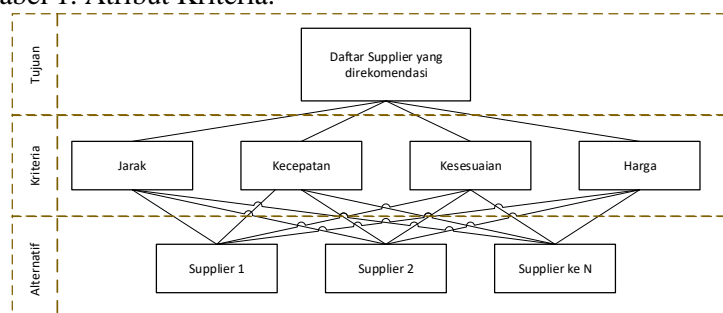 Tabel 1. Atribut Kriteria.
Tujuan
Daftar Supplier yang
direkomendasi
Kriteria
Jarak
Kecepatan
Kesesuaian
Harga
Alternatif
Supplier 1
Supplier 2
Supplier ke N